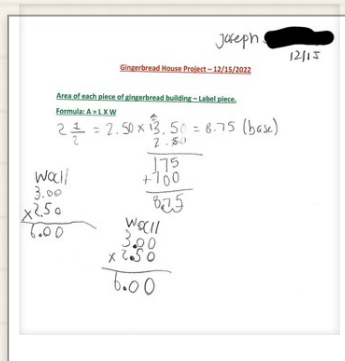 Joseph
12/15
Gingerbread House Project – 12/15/2022
Area of each piece of gingerbread building – Label piece.
Formula: A = L X W
2 1/2 = 2.50 x 3.50 = 8.75 (base)
2.50
175
+700
8.75
Wall
3.00
x2.50
6.00
Wall
3.00
x 2.50
6.00